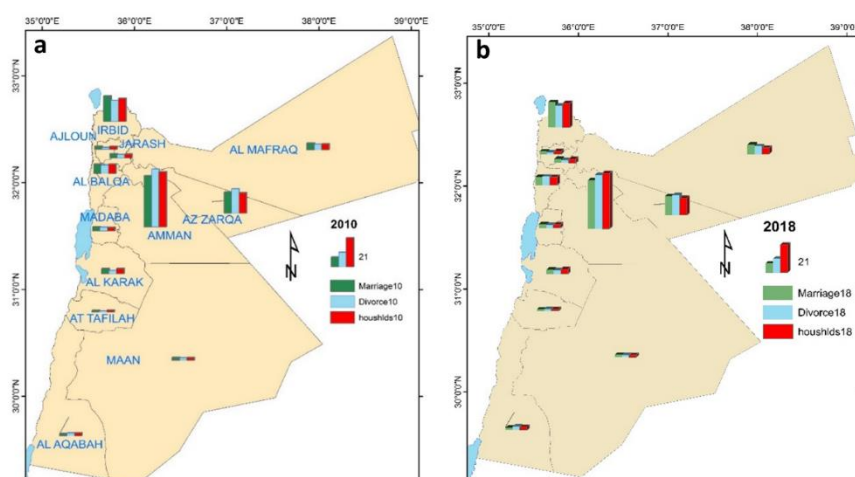 a
35°0'0"E
36°0'0"E
37°0'0"E
38°0'0"E
39°0'0"E
33°0'0"N
32°0'0"N
31°0'0"N
30°0'0"N
IRBID
AJLOUN
JARASH
AL MAFRAQ
AL BALQA
AZ ZARQA
MADABA
AMMAN
AL KARAK
AT TAFILAH
MAAN
AL AQABAH
N
2010
21
Marriage10
Divorce10
houshlds10
b
35°0'0"E
36°0'0"E
37°0'0"E
38°0'0"E
39°0
33°0'0"N
32°0'0"N
31°0'0"N
30°0'0"N
N
2018
21
Marriage18
Divorce18
houshlds18